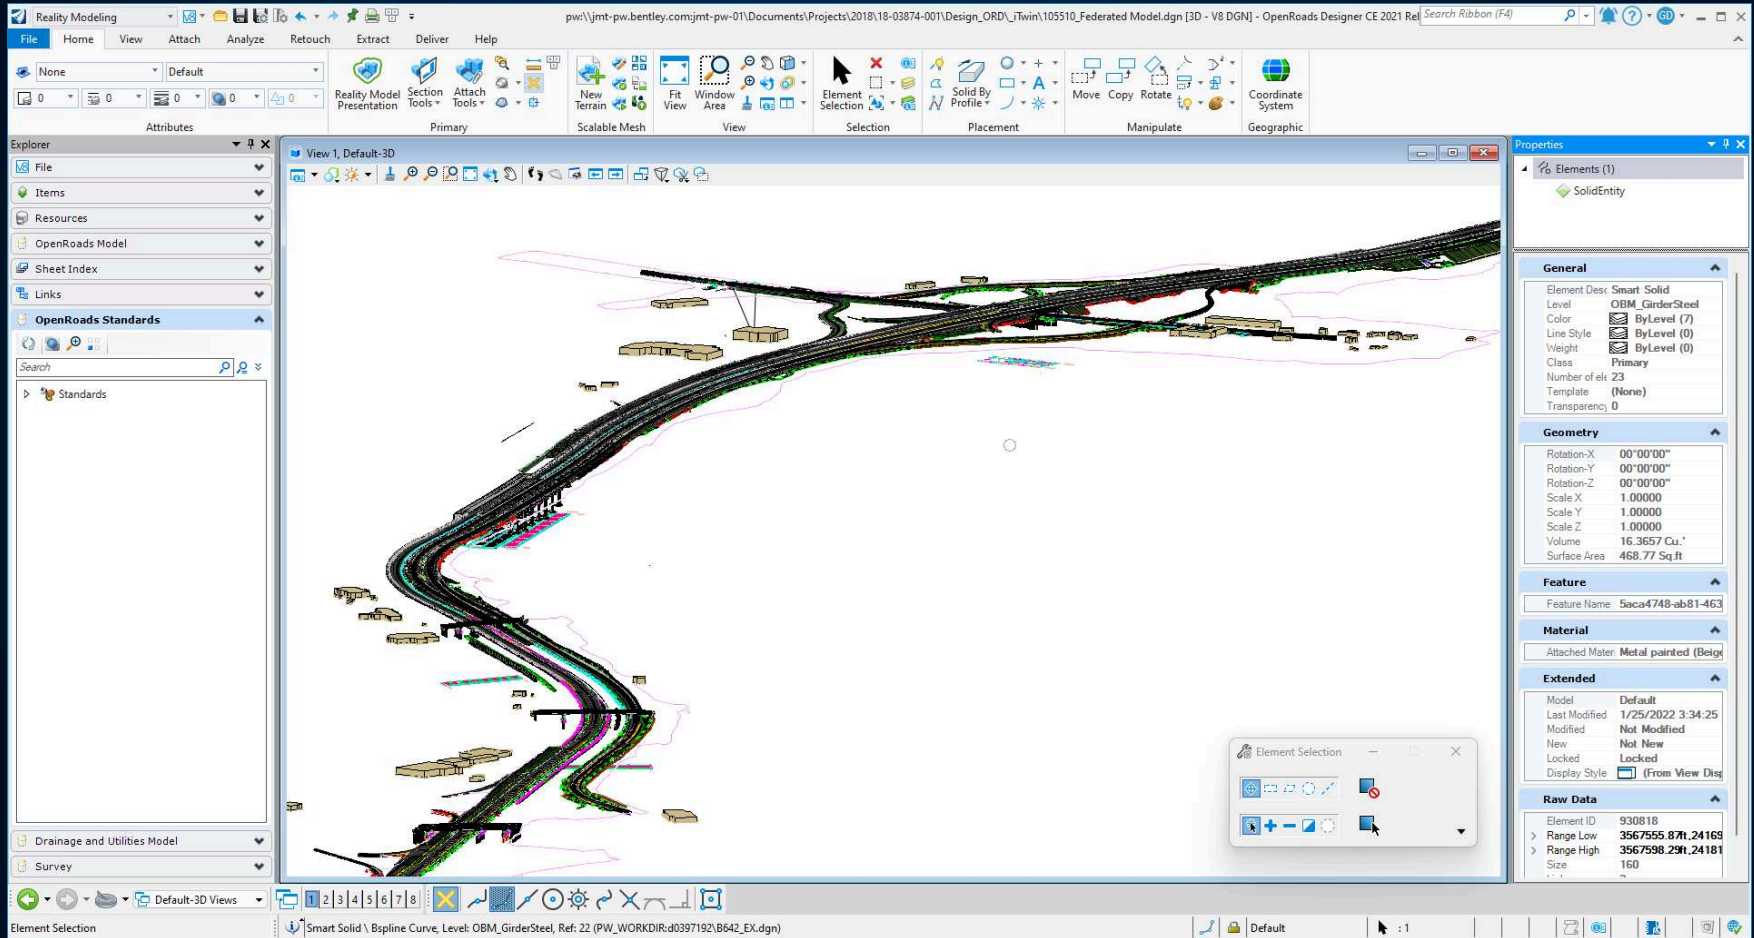 Reality Modeling
pw:\\jmt-pw.bentley.com:jmt-pw-01\Documents\Projects\2018\18-03874-001\Design_ORD\_iTwin\105510_Federated Model.dgn [3D - V8 DGN] - OpenRoads Designer CE 2021 Rel
Search Ribbon (F4)
GD
File Home View Attach Analyze Retouch Extract Deliver Help
None Default
0 0 0 0 0
Attributes
Reality Model Presentation
Section Tools
Attach Tools
Primary
New Terrain
Scalable Mesh
Fit View
Window Area
View
Element Selection
Selection
Solid By Profile
Placement
Move Copy Rotate
Manipulate
Coordinate System
Geographic
Explorer
File
Items
Resources
OpenRoads Model
Sheet Index
Links
OpenRoads Standards
Search
Standards
Drainage and Utilities Model
Survey
View 1, Default-3D
Element Selection
Properties
Elements (1)
SolidEntity
General
Element Desc Smart Solid
Level OBM_GirderSteel
Color ByLevel (7)
Line Style ByLevel (0)
Weight ByLevel (0)
Class Primary
Number of ele 23
Template (None)
Transparency 0
Geometry
Rotation-X 00°00'00"
Rotation-Y 00°00'00"
Rotation-Z 00°00'00"
Scale X 1.00000
Scale Y 1.00000
Scale Z 1.00000
Volume 16.3657 Cu.'
Surface Area 468.77 Sq.ft
Feature
Feature Name 5aca4748-ab81-463
Material
Attached Mater Metal painted (Beig
Extended
Model Default
Last Modified 1/25/2022 3:34:25
Modified Not Modified
New Not New
Locked Locked
Display Style (From View Disp
Raw Data
Element ID 930818
Range Low 3567555.87ft,24169
Range High 3567598.29ft,24181
Size 160
Default-3D Views
1 2 3 4 5 6 7 8
Element Selection
Smart Solid \ Bspline Curve, Level: OBM_GirderSteel, Ref: 22 (PW_WORKDIR:d0397192\B642_EX.dgn)
Default
: 1